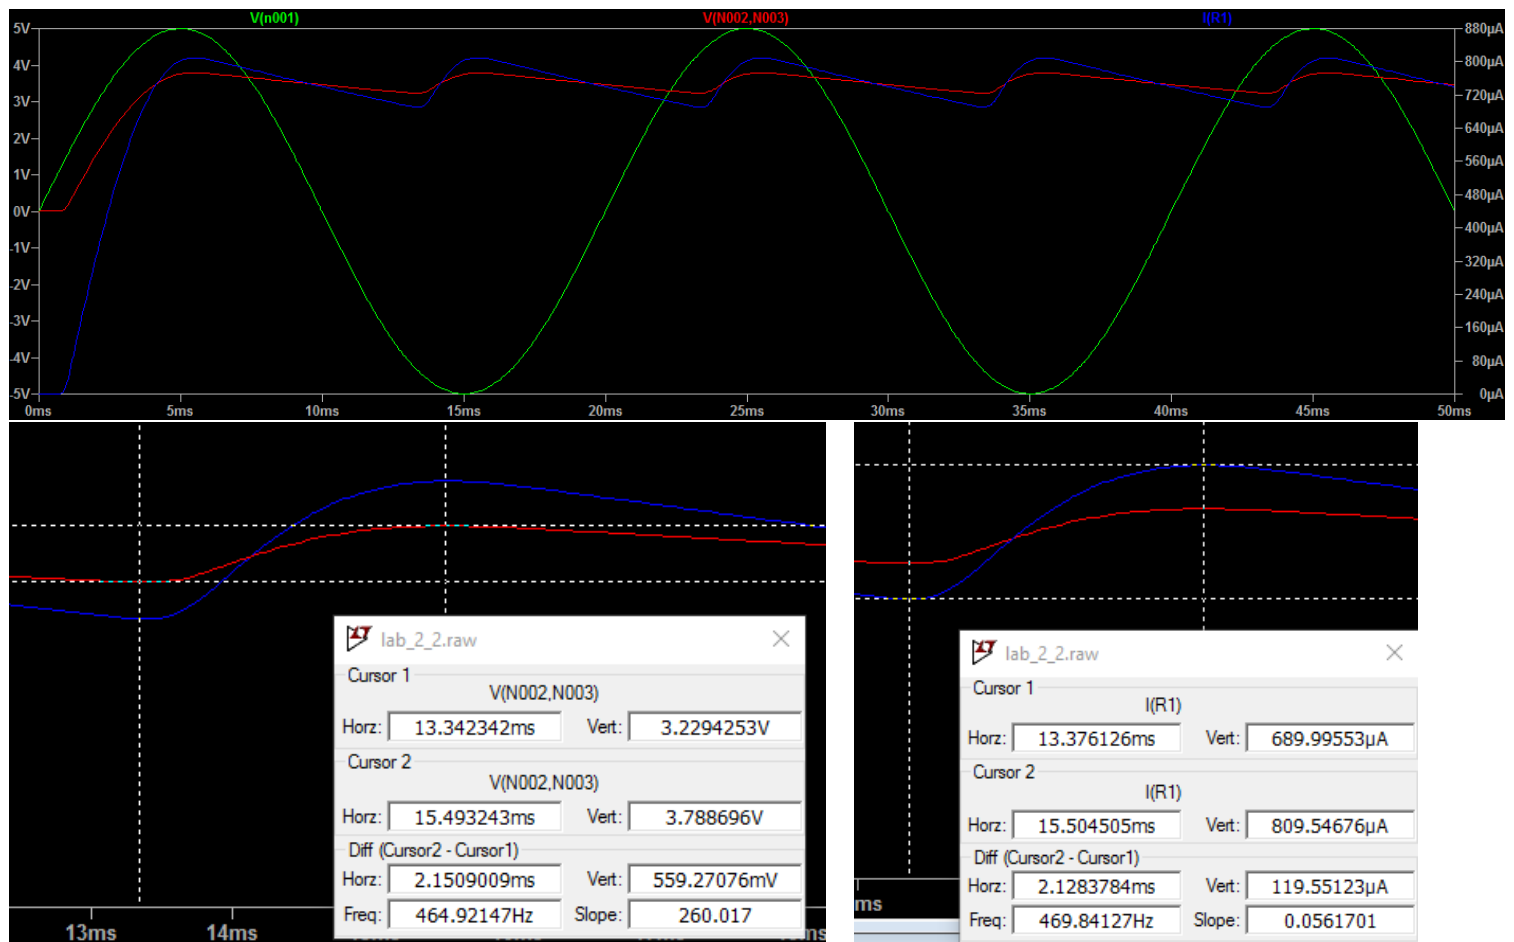 V(n001) V(N002,N003) I(R1)
5V 880µA
4V 800µA
3V 720µA
2V 640µA
1V 560µA
0V 480µA
-1V 400µA
-2V 320µA
-3V 240µA
-4V 160µA
-5V 80µA
0µA
0ms 5ms 10ms 15ms 20ms 25ms 30ms 35ms 40ms 45ms 50ms
lab_2_2.raw
Cursor 1
V(N002,N003)
Horz: 13.342342ms Vert: 3.2294253V
Cursor 2
V(N002,N003)
Horz: 15.493243ms Vert: 3.788696V
Diff (Cursor2 - Cursor1)
Horz: 2.1509009ms Vert: 559.27076mV
Freq: 464.92147Hz Slope: 260.017
13ms 14ms
lab_2_2.raw
Cursor 1
I(R1)
Horz: 13.376126ms Vert: 689.99553µA
Cursor 2
I(R1)
Horz: 15.504505ms Vert: 809.54676µA
Diff (Cursor2 - Cursor1)
Horz: 2.1283784ms Vert: 119.55123µA
Freq: 469.84127Hz Slope: 0.0561701
ms